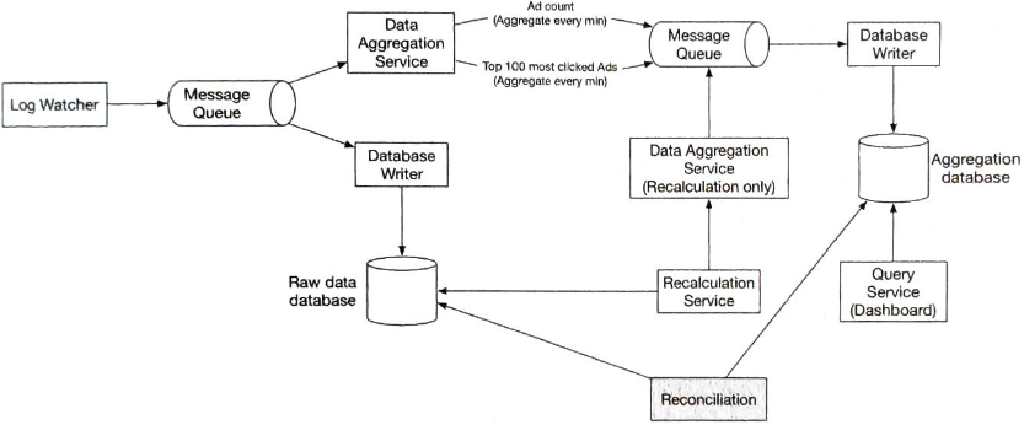 Log Watcher
Message
Queue
Data
Aggregation
Service
Ad count
(Aggregate every min)
Top 100 most clicked Ads
(Aggregate every min)
Message
Queue
Database
Writer
Database
Writer
Data Aggregation
Service
(Recalculation only)
Aggregation
database
Raw data
database
Recalculation
Service
Query
Service
(Dashboard)
Reconciliation